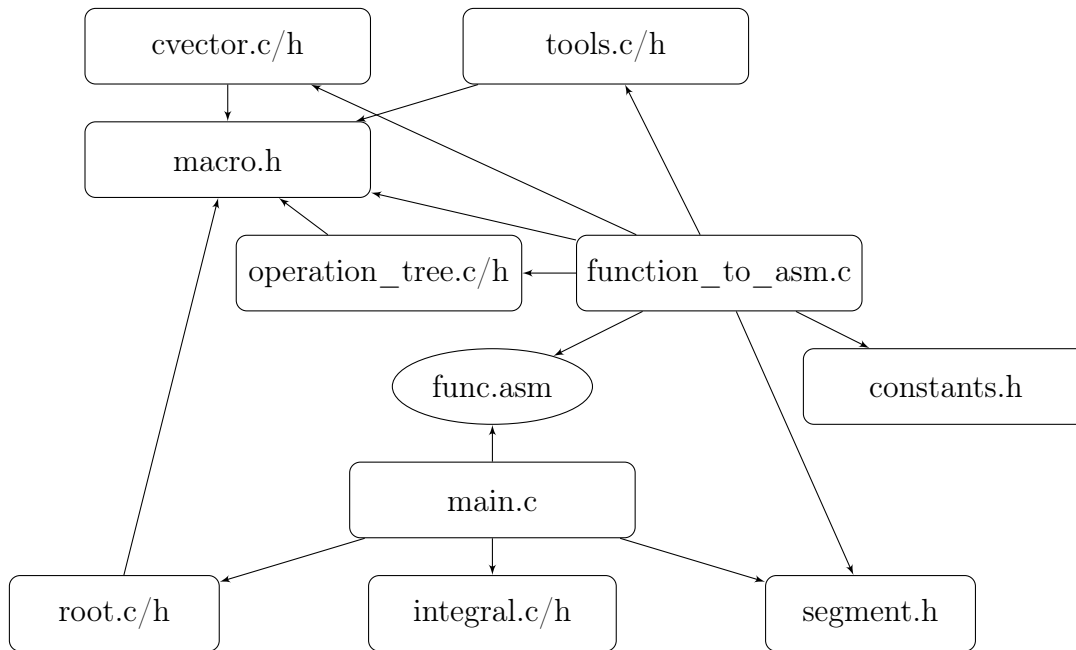 cvector.c/h
tools.c/h
macro.h
operation_tree.c/h
function_to_asm.c
func.asm
constants.h
main.c
root.c/h
integral.c/h
segment.h